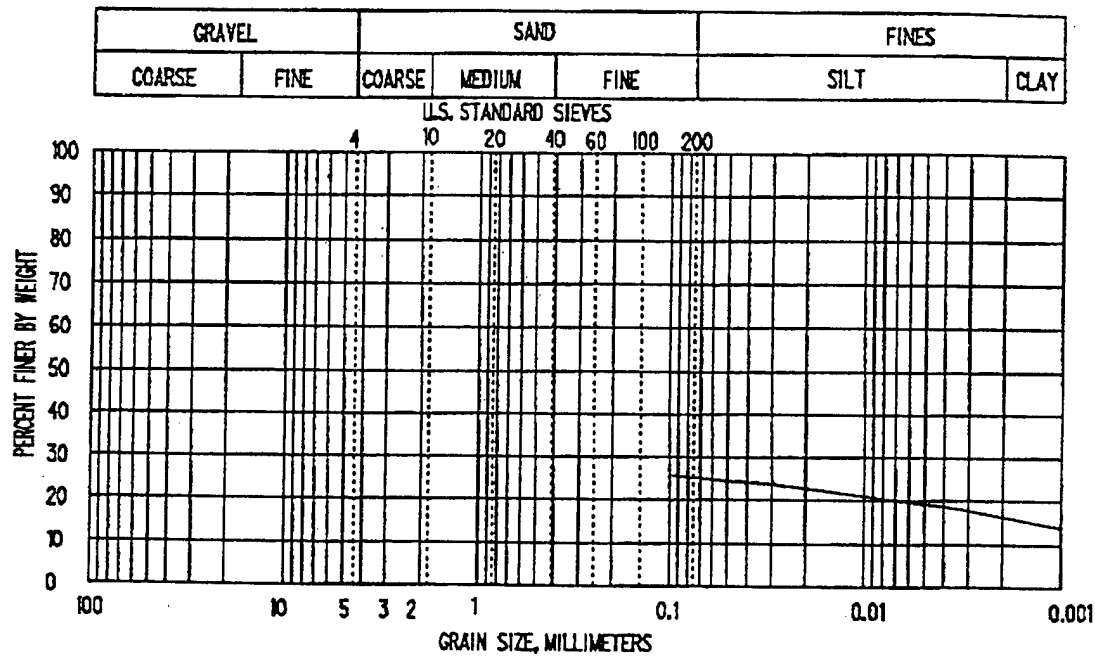 GRAVEL SAND FINES
COARSE FINE COARSE MEDIUM FINE SILT CLAY
U.S. STANDARD SIEVES
4 10 20 40 60 100 200
100
90
80
70
60
50
40
30
20
10
0
PERCENT FINER BY WEIGHT
100 10 5 3 2 1 0.1 0.01 0.001
GRAIN SIZE, MILLIMETERS